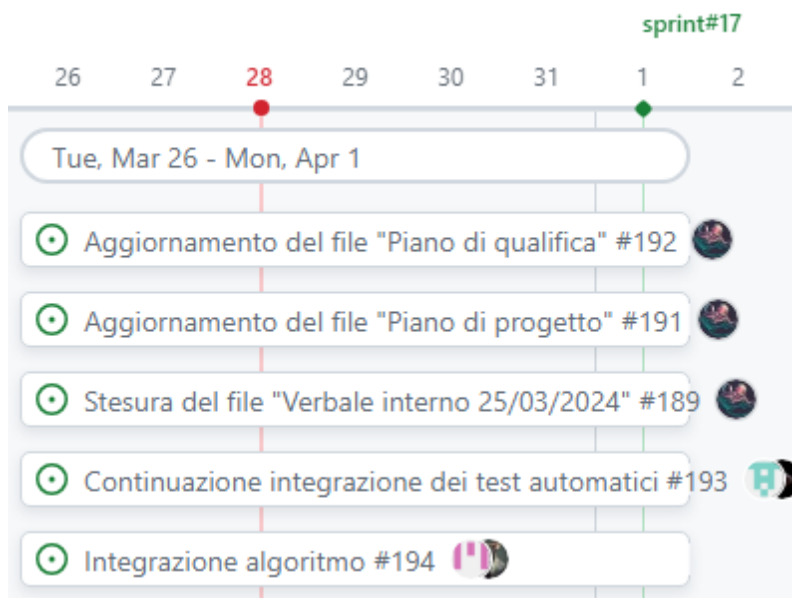 sprint#17
26 27 28 29 30 31 1 2
Tue, Mar 26 - Mon, Apr 1
Aggiornamento del file "Piano di qualifica" #192
Aggiornamento del file "Piano di progetto" #191
Stesura del file "Verbale interno 25/03/2024" #189
Continuazione integrazione dei test automatici #193
Integrazione algoritmo #194